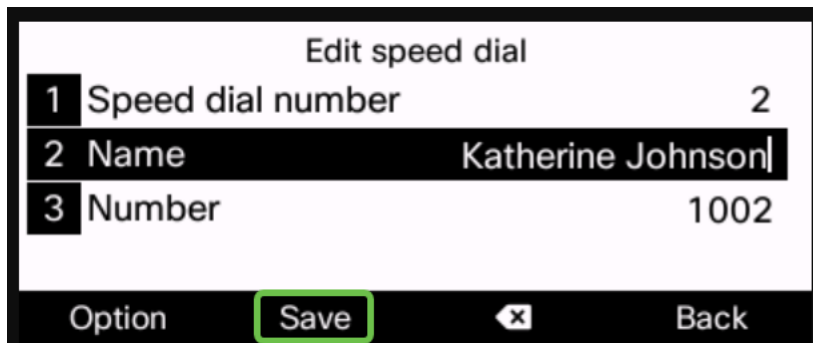 Edit speed dial
1 Speed dial number 2
2 Name Katherine Johnson
3 Number 1002
Option Save Back